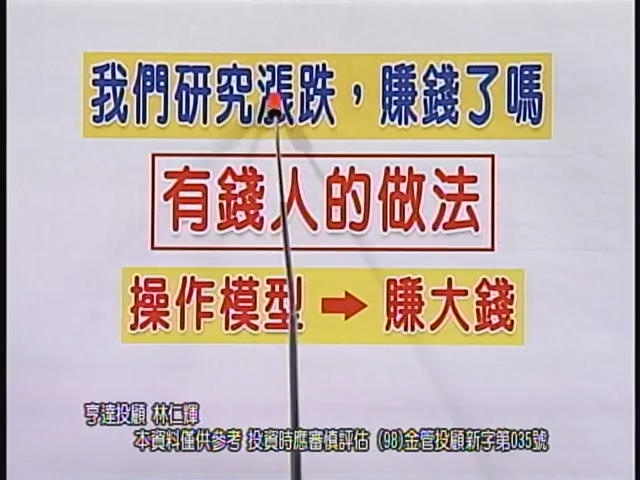 我們研究漲跌，賺錢了嗎
有錢人的做法
操作模型➡賺大錢
亨達投顧 林仁輝
本資料僅供參考 投資時應審慎評估 (98)金管投顧新字第035號